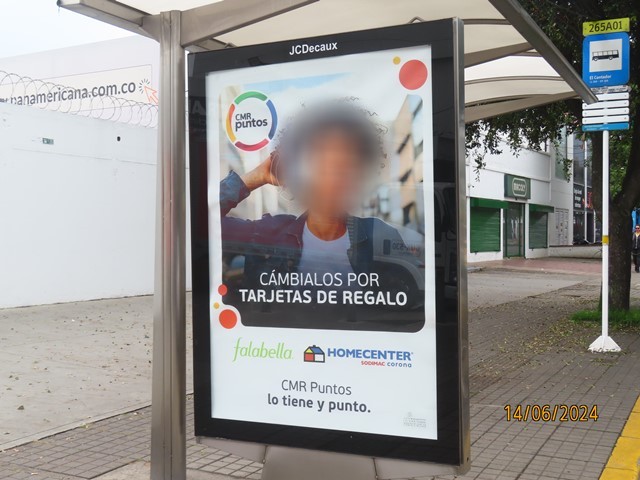 JCDecaux
265A01
panamericana.com.co
CMR
puntos
CÁMBIALOS POR
TARJETAS DE REGALO
falabella.
HOMECENTER
SODIMAC corona
CMR Puntos
lo tiene y punto.
14/06/2024